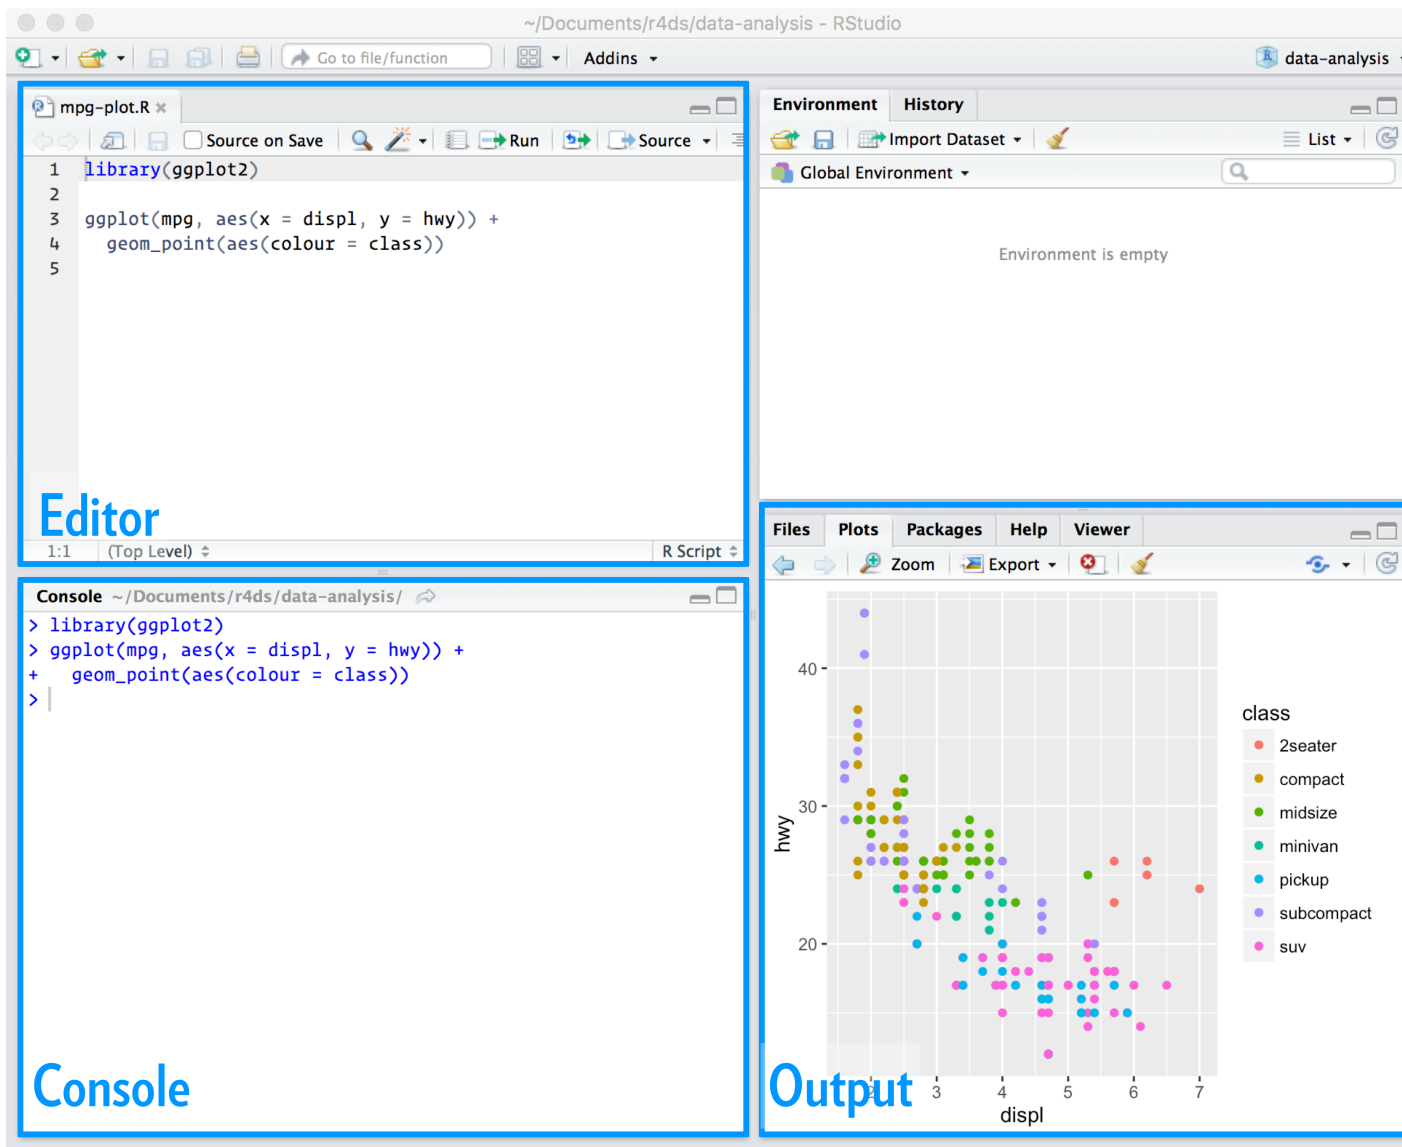 ~/Documents/r4ds/data-analysis - RStudio
Go to file/function
Addins
data-analysis
mpg-plot.R
Source on Save
Run
Source
1 library(ggplot2)
2
3 ggplot(mpg, aes(x = displ, y = hwy)) +
4   geom_point(aes(colour = class))
5
Editor
1:1 (Top Level)
R Script
Console ~/Documents/r4ds/data-analysis/
> library(ggplot2)
> ggplot(mpg, aes(x = displ, y = hwy)) +
+   geom_point(aes(colour = class))
>
Console
Environment History
Import Dataset
List
Global Environment
Environment is empty
Files Plots Packages Help Viewer
Zoom
Export
40
30
20
hwy
2 3 4 5 6 7
displ
class
2seater
compact
midsize
minivan
pickup
subcompact
suv
Output